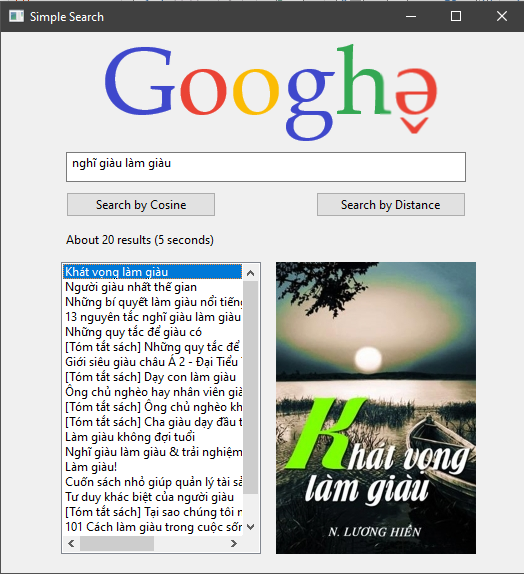 Simple Search
Googhə̬
nghĩ giàu làm giàu
Search by Cosine
Search by Distance
About 20 results (5 seconds)
Khát vọng làm giàu
Người giàu nhất thế gian
Những bí quyết làm giàu nổi tiếng
13 nguyên tắc nghĩ giàu làm giàu
Những quy tắc để giàu có
[Tóm tắt sách] Những quy tắc để
Giới siêu giàu châu Á 2 - Đại Tiểu
[Tóm tắt sách] Dạy con làm giàu
Ông chủ nghèo hay nhân viên già
[Tóm tắt sách] Ông chủ nghèo kh
[Tóm tắt sách] Cha giàu dạy đầu t
Làm giàu không đợi tuổi
Nghĩ giàu làm giàu & trải nghiệm
Làm giàu!
Cuốn sách nhỏ giúp quản lý tài sả
Tư duy khác biệt của người giàu
[Tóm tắt sách] Tại sao chúng tôi n
101 Cách làm giàu trong cuộc sốn
Khát vọng
làm giàu
N. LƯƠNG HIỀN